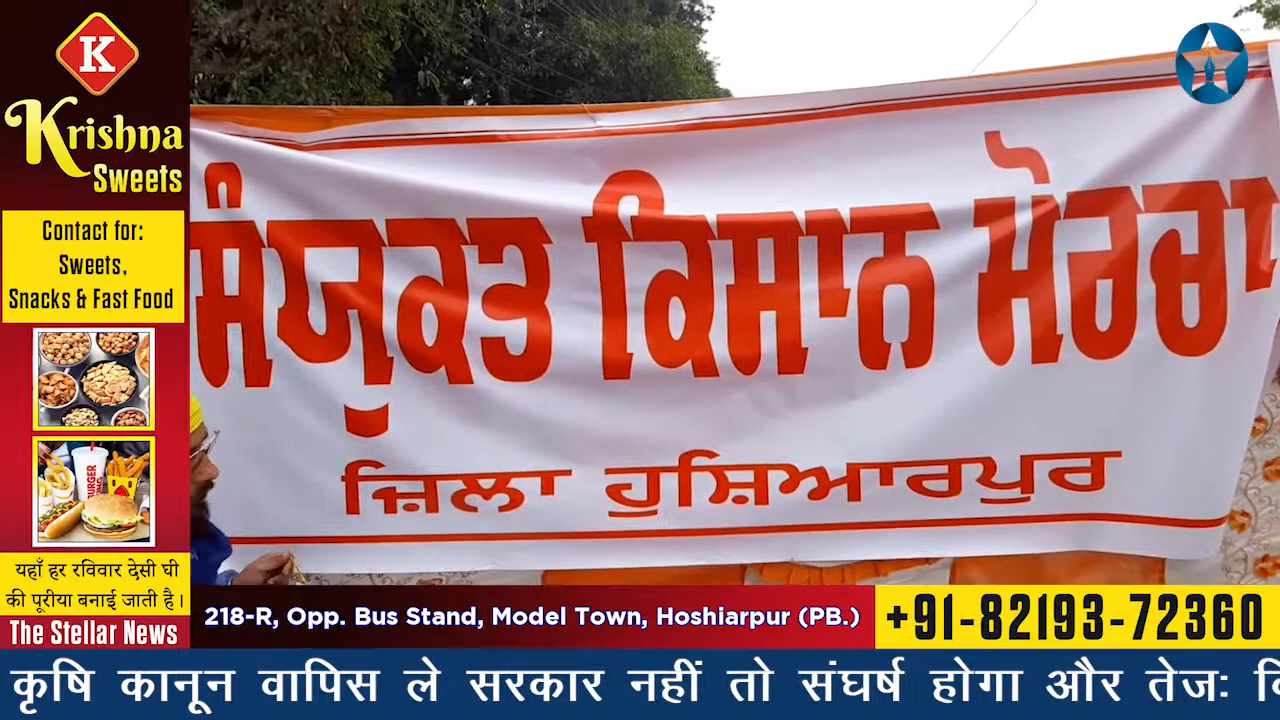 K
Krishna
Sweets
Contact for:
Sweets,
Snacks & Fast Food
BURGER
यहाँ हर रविवार देसी घी
की पूरीया बनाई जाती है।
The Stellar News
ਸੰਯੁਕਤ ਕਿਸਾਨ ਮੋਰਚਾ
ਜ਼ਿਲਾ ਹੁਸ਼ਿਆਰਪੁਰ
218-R, Opp. Bus Stand, Model Town, Hoshiarpur (PB.)
+91-82193-72360
कृषि कानून वापिस ले सरकार नहीं तो संघर्ष होगा और तेजः